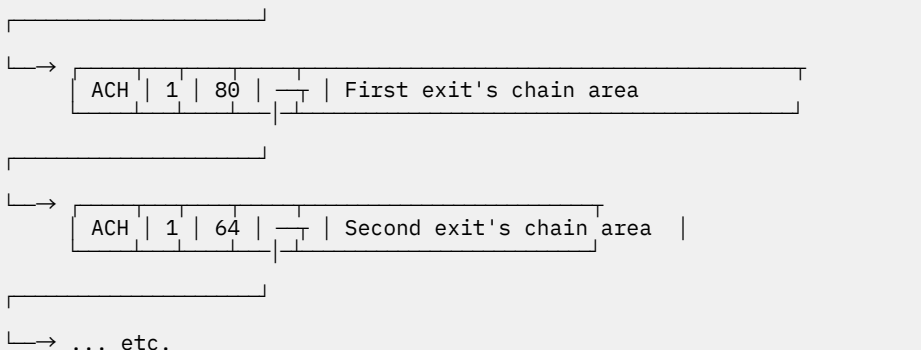 ACH │ 1 │ 80 │ ──┬ │ First exit's chain area
ACH │ 1 │ 64 │ ──┬ │ Second exit's chain area │
... etc.